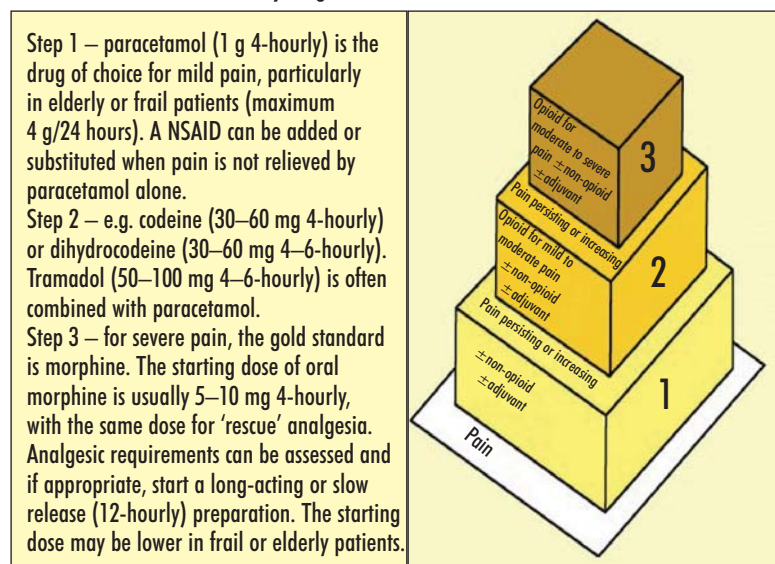 Step 1 – paracetamol (1 g 4-hourly) is the
drug of choice for mild pain, particularly
in elderly or frail patients (maximum
4 g/24 hours). A NSAID can be added or
substituted when pain is not relieved by
paracetamol alone.
Step 2 – e.g. codeine (30–60 mg 4-hourly)
or dihydrocodeine (30–60 mg 4–6-hourly).
Tramadol (50–100 mg 4–6-hourly) is often
combined with paracetamol.
Step 3 – for severe pain, the gold standard
is morphine. The starting dose of oral
morphine is usually 5–10 mg 4-hourly,
with the same dose for ‘rescue’ analgesia.
Analgesic requirements can be assessed and
if appropriate, start a long-acting or slow
release (12-hourly) preparation. The starting
dose may be lower in frail or elderly patients.
Opioid for
moderate to severe
pain ±non-opioid
±adjuvant
3
Pain persisting or increasing
Opioid for mild to
moderate pain
±non-opioid
±adjuvant
2
Pain persisting or increasing
±non-opioid
±adjuvant
1
Pain